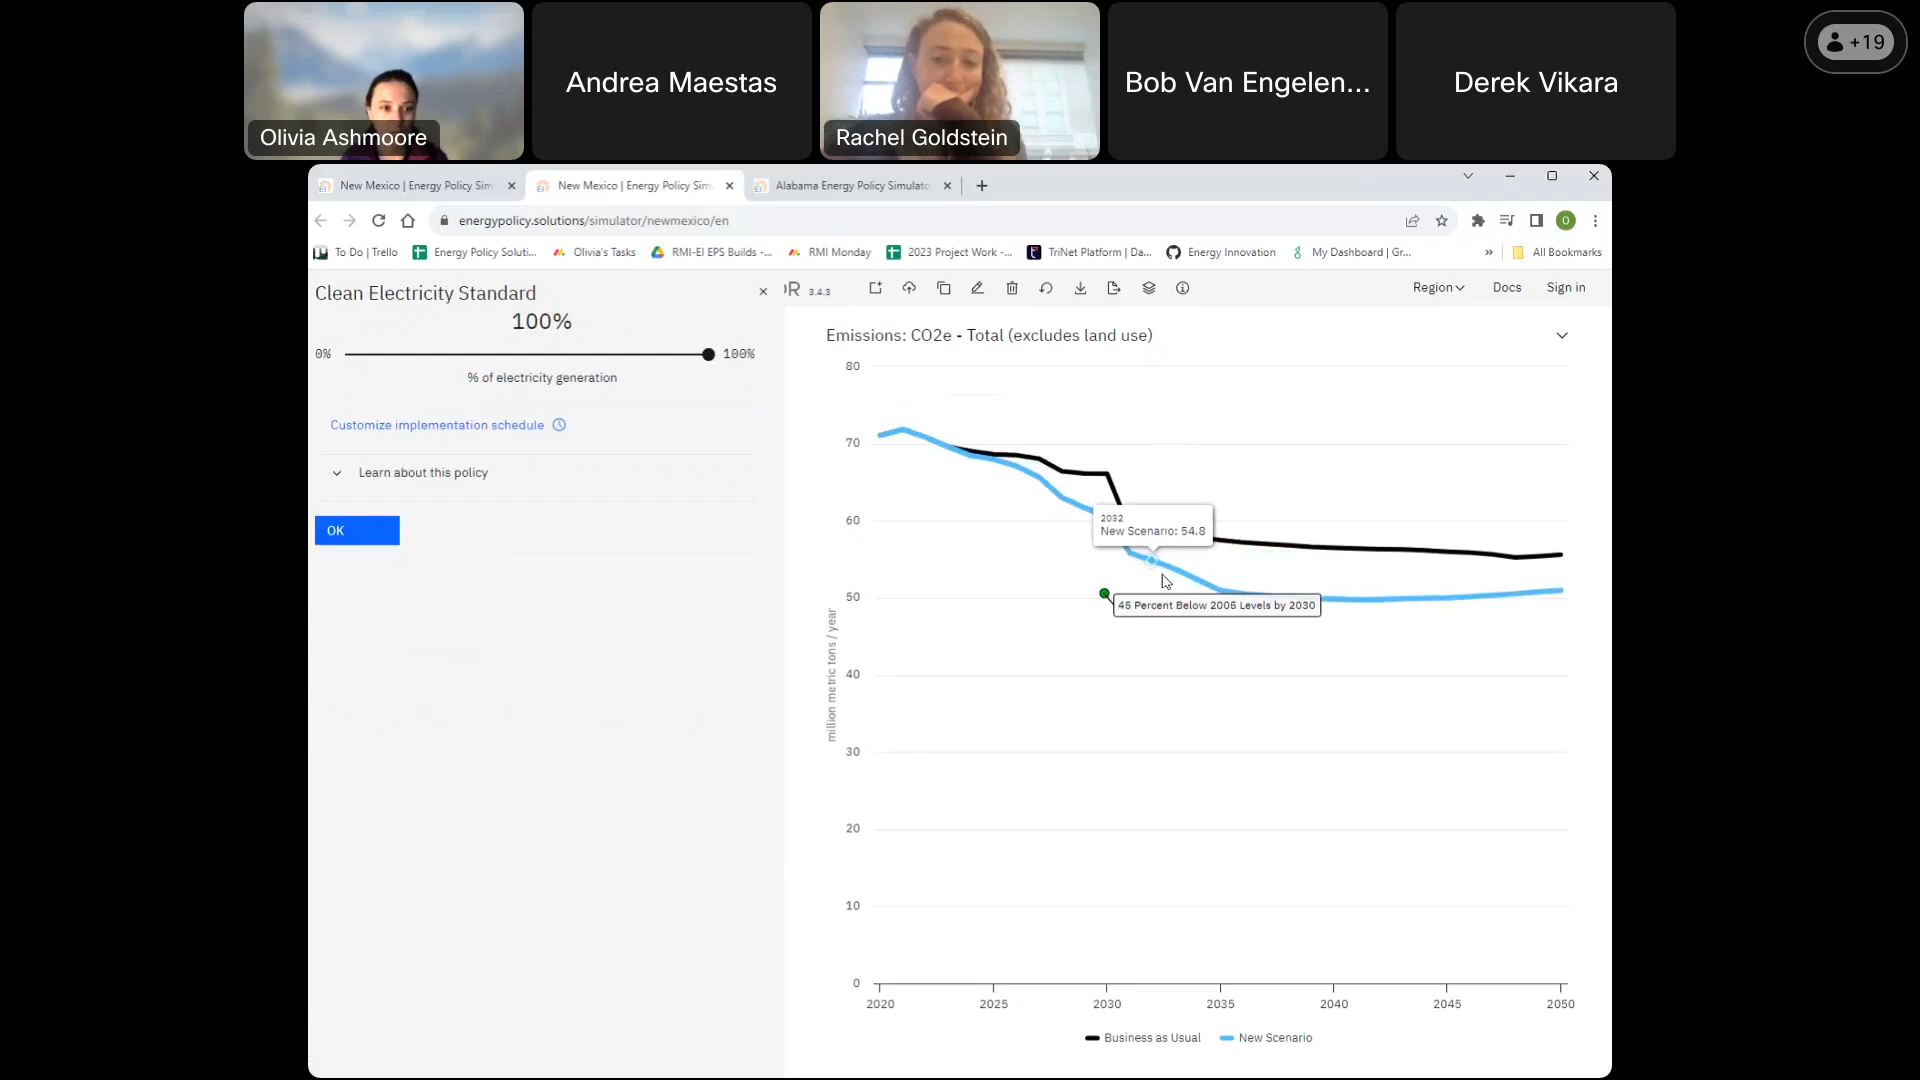 Olivia Ashmoore
Andrea Maestas
Rachel Goldstein
Bob Van Engelen...
Derek Vikara
+19
New Mexico | Energy Policy Sim
New Mexico | Energy Policy Sim
Alabama Energy Policy Simulato
energypolicy.solutions/simulator/newmexico/en
To Do | Trello
Energy Policy Soluti...
Olivia's Tasks
RMI-EI EPS Builds -...
RMI Monday
2023 Project Work -...
TriNet Platform | Da...
Energy Innovation
My Dashboard | Gr...
»
All Bookmarks
Clean Electricity Standard
R 3.4.3
Region
Docs
Sign in
100%
0%
100%
% of electricity generation
Customize implementation schedule
Learn about this policy
OK
Emissions: CO2e - Total (excludes land use)
80
70
60
50
40
30
20
10
0
million metric tons / year
2032
New Scenario: 54.8
45 Percent Below 2005 Levels by 2030
2020
2025
2030
2035
2040
2045
2050
Business as Usual
New Scenario